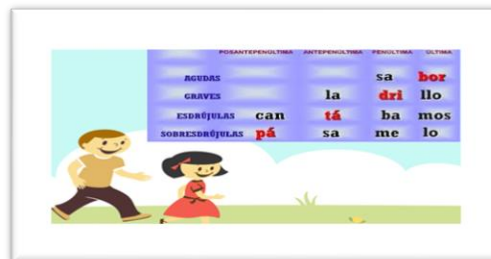 POSANTEPENÚLTIMA ANTEPENÚLTIMA PENÚLTIMA ÚLTIMA
AGUDAS sa bor
GRAVES la dri llo
ESDRÚJULAS can tá ba mos
SOBRESDRÚJULAS pá sa me lo